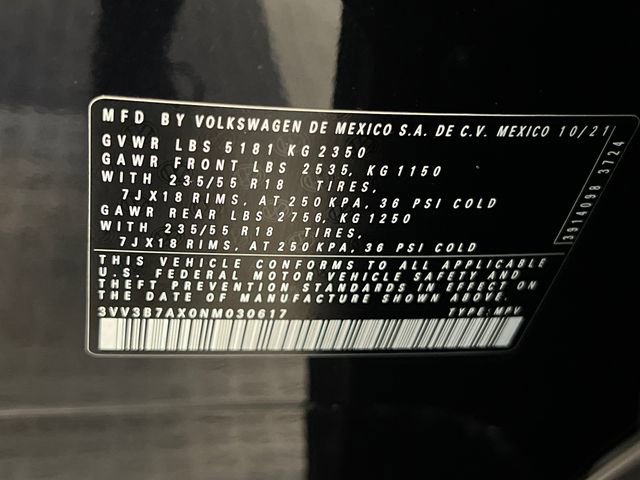 MFD BY VOLKSWAGEN DE MEXICO S.A. DE C.V. MEXICO 10/21
GVWR LBS 5181 KG 2350
GAWR FRONT LBS 2535, KG 1150
WITH 235/55 R18 TIRES,
7JX18 RIMS, AT 250 KPA, 36 PSI COLD
GAWR REAR LBS 2756, KG 1250
WITH 235/55 R18 TIRES,
7JX18 RIMS, AT 250 KPA, 36 PSI COLD
THIS VEHICLE CONFORMS TO ALL APPLICABLE
U.S. FEDERAL MOTOR VEHICLE SAFETY AND
THEFT PREVENTION STANDARDS IN EFFECT ON
THE DATE OF MANUFACTURE SHOWN ABOVE.
3VV3B7AX0NM030617 TYPE: MPV
3914098 3724